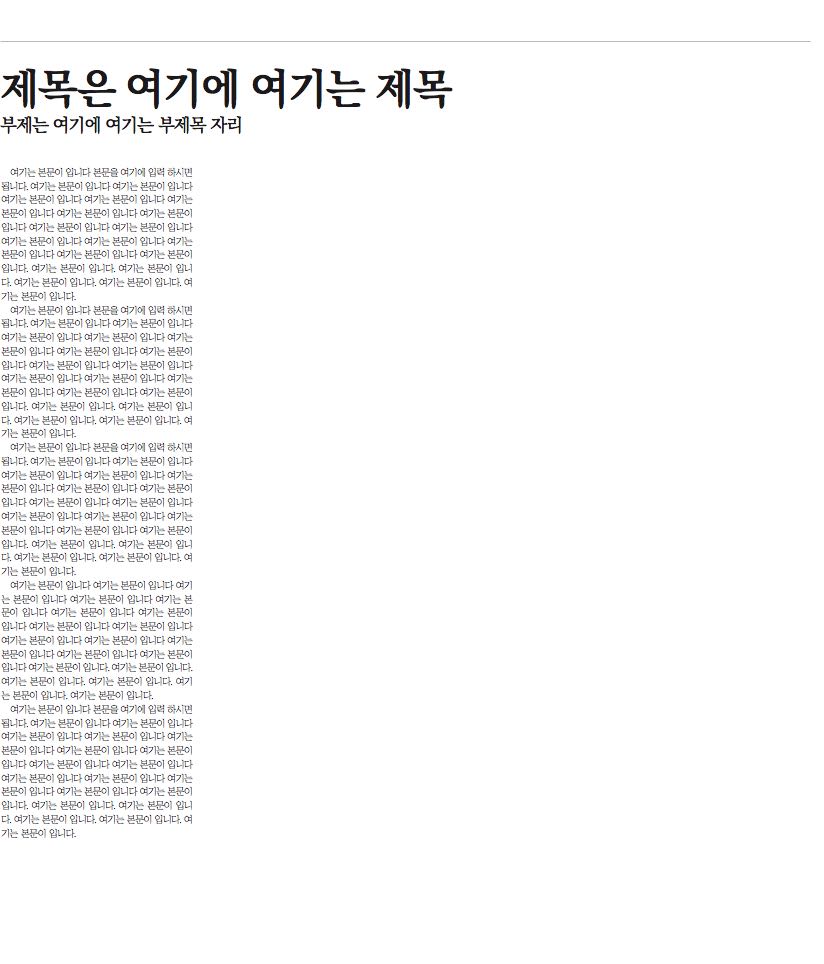 제목은 여기에 여기는 제목
부제는 여기에 여기는 부제목 자리
여기는 본문이 입니다 본문을 여기에 입력 하시면
됩니다. 여기는 본문이 입니다 여기는 본문이 입니다
여기는 본문이 입니다 여기는 본문이 입니다 여기는
본문이 입니다 여기는 본문이 입니다 여기는 본문이
입니다 여기는 본문이 입니다 여기는 본문이 입니다
여기는 본문이 입니다 여기는 본문이 입니다 여기는
본문이 입니다 여기는 본문이 입니다 여기는 본문이
입니다. 여기는 본문이 입니다. 여기는 본문이 입니
다. 여기는 본문이 입니다. 여기는 본문이 입니다. 여
기는 본문이 입니다.
여기는 본문이 입니다 본문을 여기에 입력 하시면
됩니다. 여기는 본문이 입니다 여기는 본문이 입니다
여기는 본문이 입니다 여기는 본문이 입니다 여기는
본문이 입니다 여기는 본문이 입니다 여기는 본문이
입니다 여기는 본문이 입니다 여기는 본문이 입니다
여기는 본문이 입니다 여기는 본문이 입니다 여기는
본문이 입니다 여기는 본문이 입니다 여기는 본문이
입니다. 여기는 본문이 입니다. 여기는 본문이 입니
다. 여기는 본문이 입니다. 여기는 본문이 입니다. 여
기는 본문이 입니다.
여기는 본문이 입니다 본문을 여기에 입력 하시면
됩니다. 여기는 본문이 입니다 여기는 본문이 입니다
여기는 본문이 입니다 여기는 본문이 입니다 여기는
본문이 입니다 여기는 본문이 입니다 여기는 본문이
입니다 여기는 본문이 입니다 여기는 본문이 입니다
여기는 본문이 입니다 여기는 본문이 입니다 여기는
본문이 입니다 여기는 본문이 입니다 여기는 본문이
입니다. 여기는 본문이 입니다. 여기는 본문이 입니
다. 여기는 본문이 입니다. 여기는 본문이 입니다. 여
기는 본문이 입니다.
여기는 본문이 입니다 여기는 본문이 입니다 여기
는 본문이 입니다 여기는 본문이 입니다 여기는 본
문이 입니다 여기는 본문이 입니다 여기는 본문이
입니다 여기는 본문이 입니다 여기는 본문이 입니다
여기는 본문이 입니다 여기는 본문이 입니다 여기는
본문이 입니다 여기는 본문이 입니다 여기는 본문이
입니다 여기는 본문이 입니다. 여기는 본문이 입니다.
여기는 본문이 입니다. 여기는 본문이 입니다. 여기
는 본문이 입니다. 여기는 본문이 입니다.
여기는 본문이 입니다 본문을 여기에 입력 하시면
됩니다. 여기는 본문이 입니다 여기는 본문이 입니다
여기는 본문이 입니다 여기는 본문이 입니다 여기는
본문이 입니다 여기는 본문이 입니다 여기는 본문이
입니다 여기는 본문이 입니다 여기는 본문이 입니다
여기는 본문이 입니다 여기는 본문이 입니다 여기는
본문이 입니다 여기는 본문이 입니다 여기는 본문이
입니다. 여기는 본문이 입니다. 여기는 본문이 입니
다. 여기는 본문이 입니다. 여기는 본문이 입니다. 여
기는 본문이 입니다.